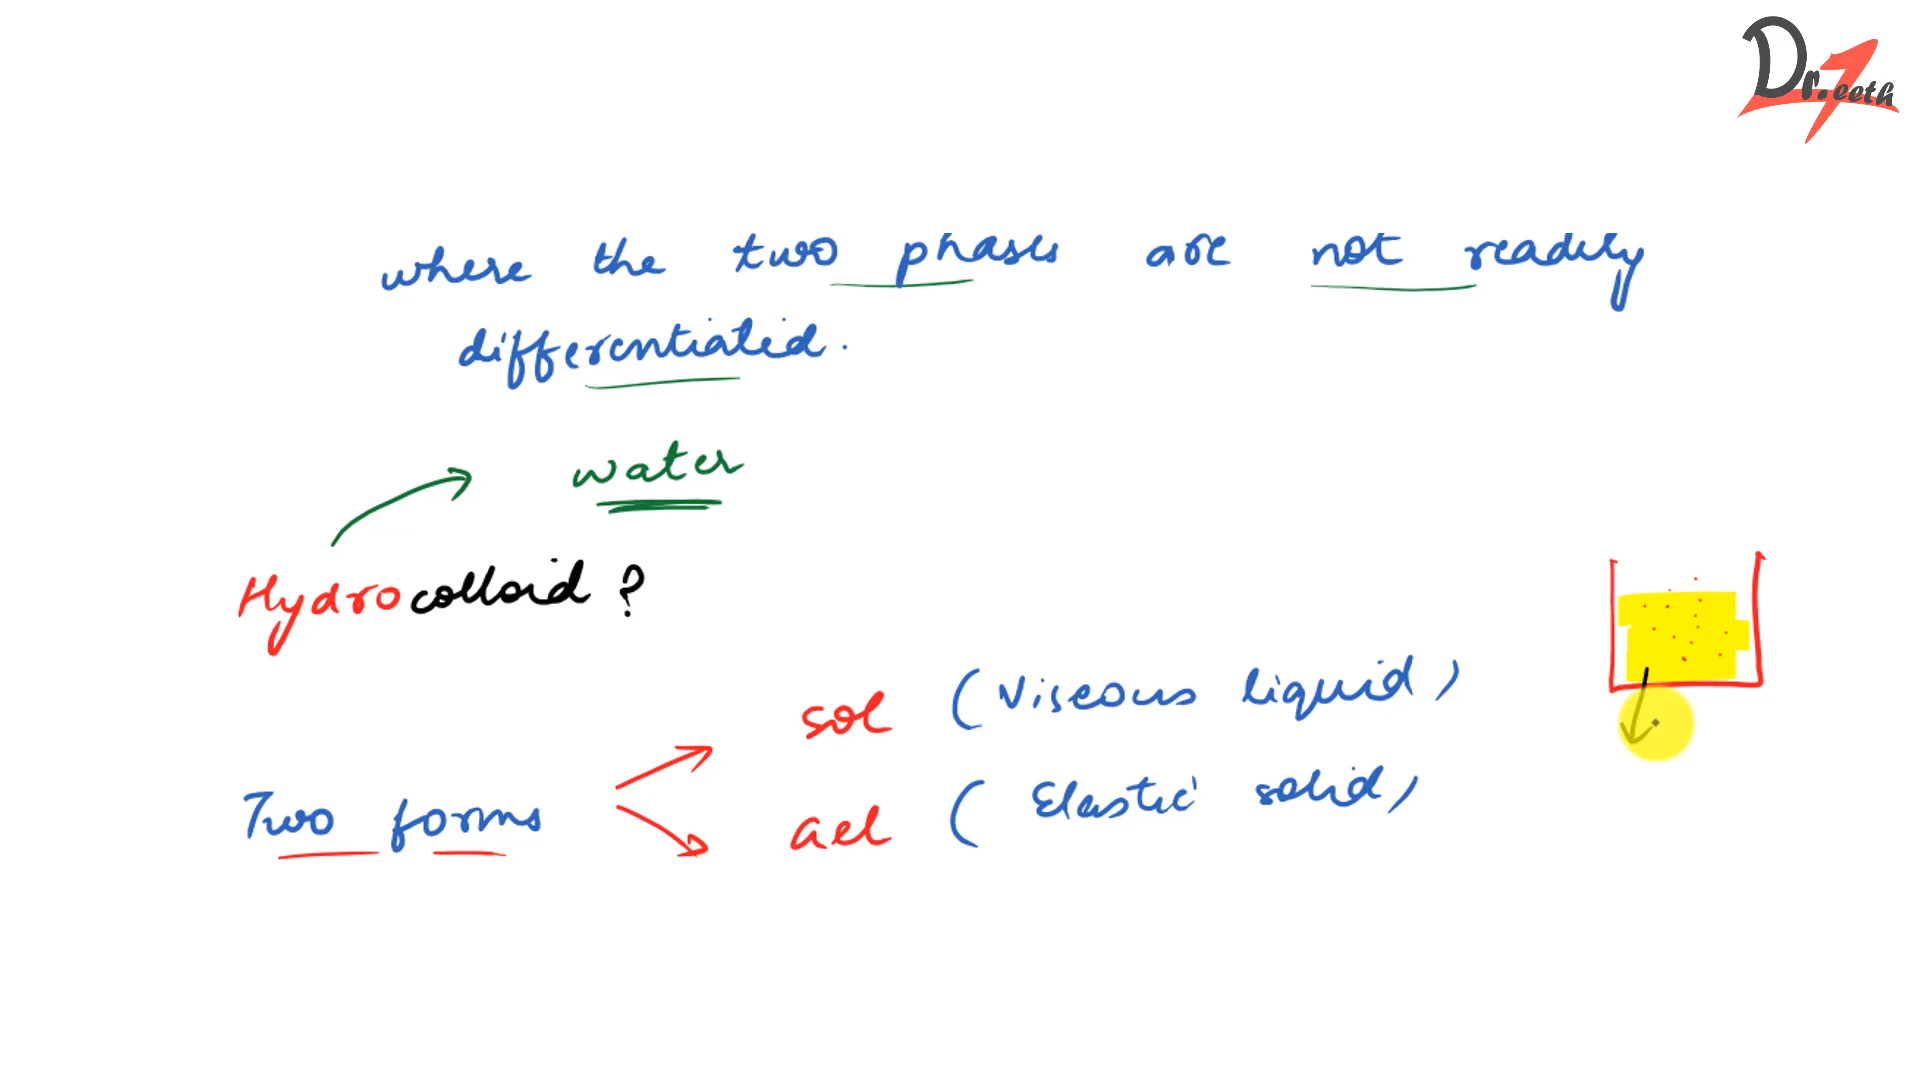 Dr.Teeth
where the two phases are not readily
differentiated.
water
Hydrocolloid ?
sol (Viscous liquid)
Two forms
Gel (Elastic solid)